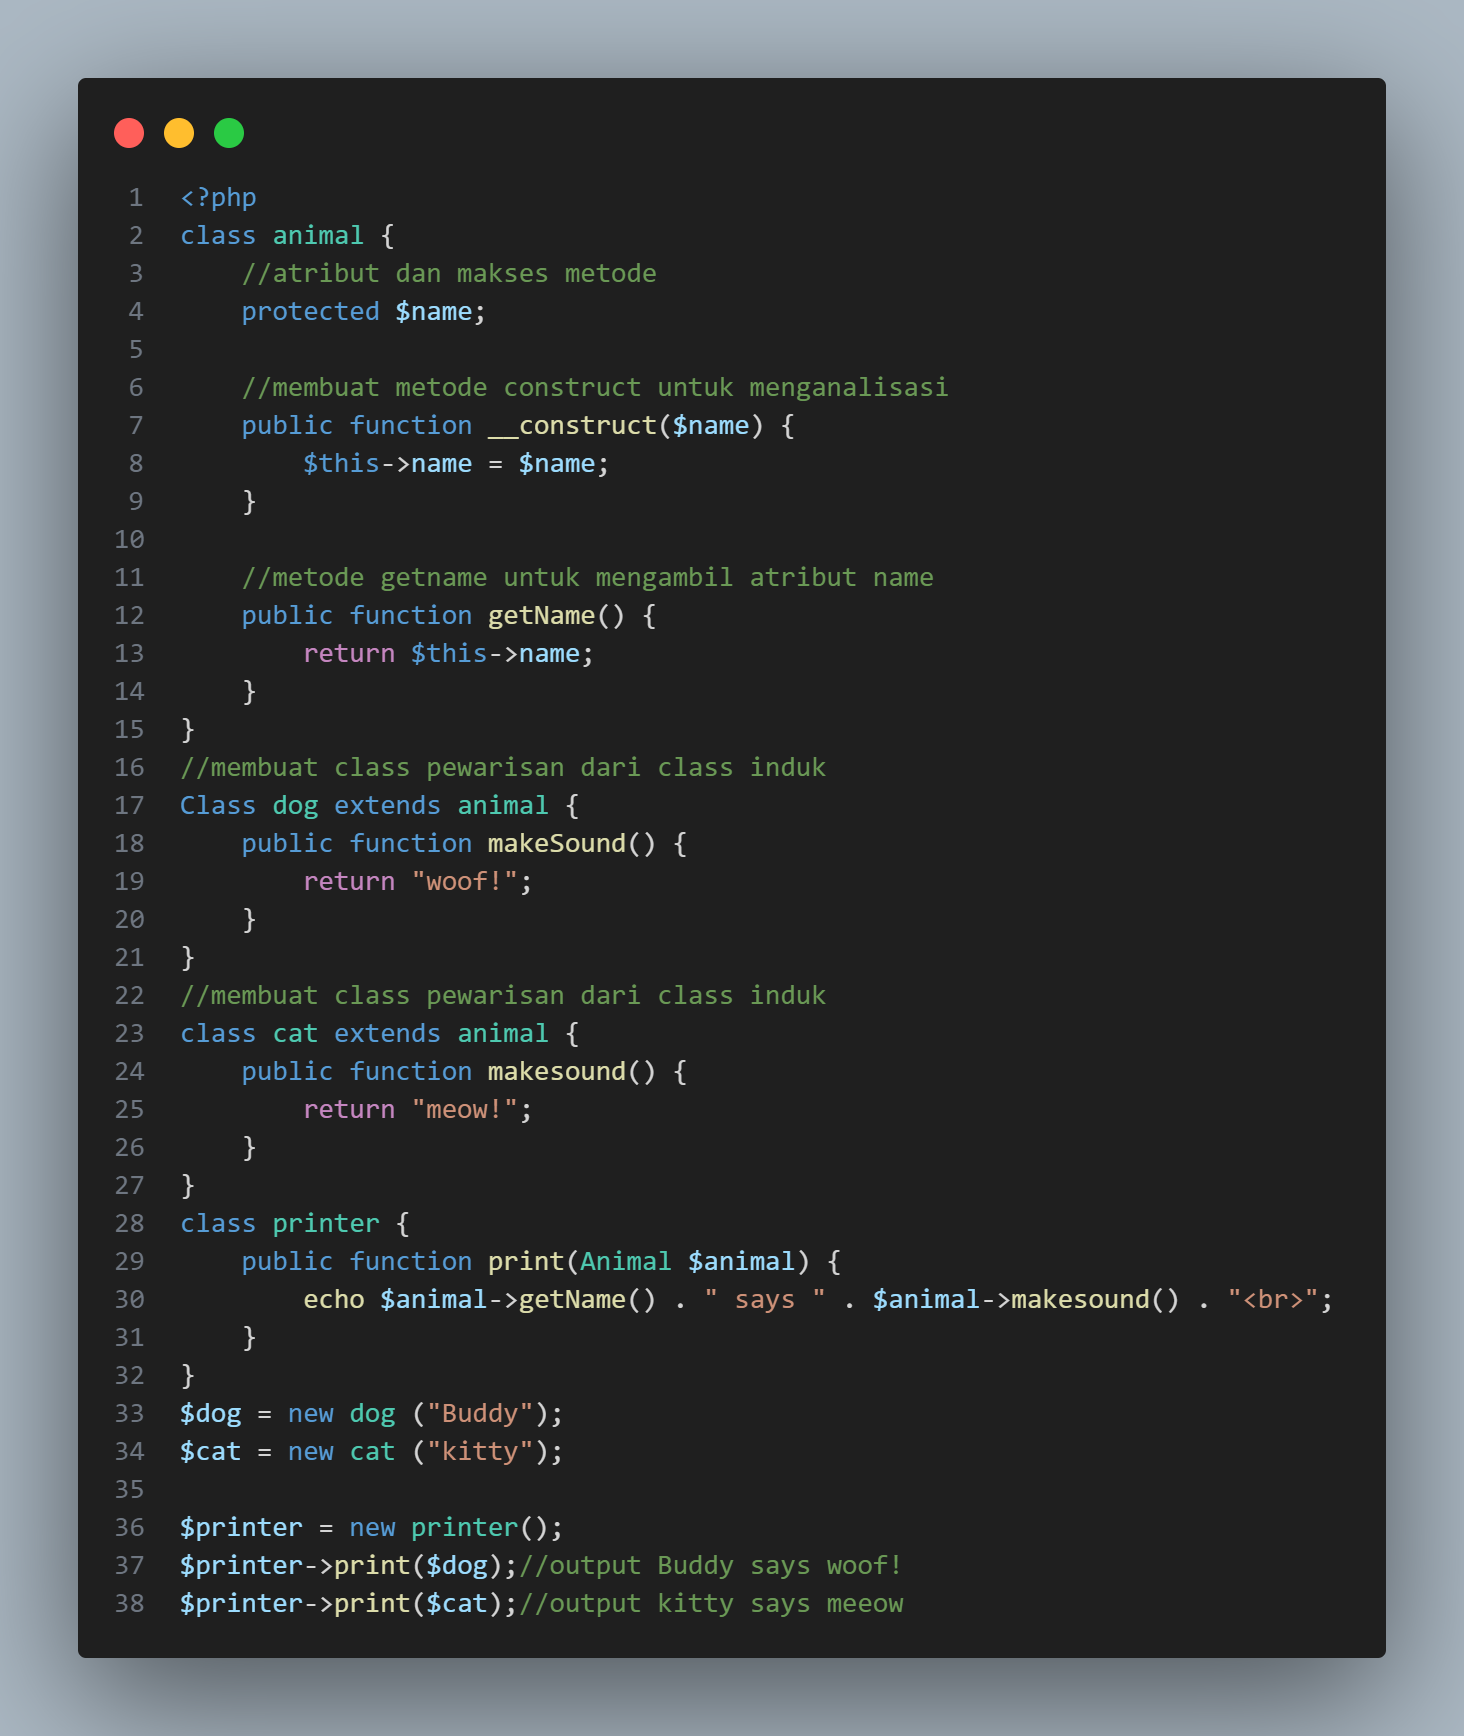 1 <?php
2 class animal {
3     //atribut dan makses metode
4     protected $name;
5
6     //membuat metode construct untuk menganalisasi
7     public function __construct($name) {
8         $this->name = $name;
9     }
10
11     //metode getname untuk mengambil atribut name
12     public function getName() {
13         return $this->name;
14     }
15 }
16 //membuat class pewarisan dari class induk
17 Class dog extends animal {
18     public function makeSound() {
19         return "woof!";
20     }
21 }
22 //membuat class pewarisan dari class induk
23 class cat extends animal {
24     public function makesound() {
25         return "meow!";
26     }
27 }
28 class printer {
29     public function print(Animal $animal) {
30         echo $animal->getName() . " says " . $animal->makesound() . "<br>";
31     }
32 }
33 $dog = new dog ("Buddy");
34 $cat = new cat ("kitty");
35
36 $printer = new printer();
37 $printer->print($dog);//output Buddy says woof!
38 $printer->print($cat);//output kitty says meeow